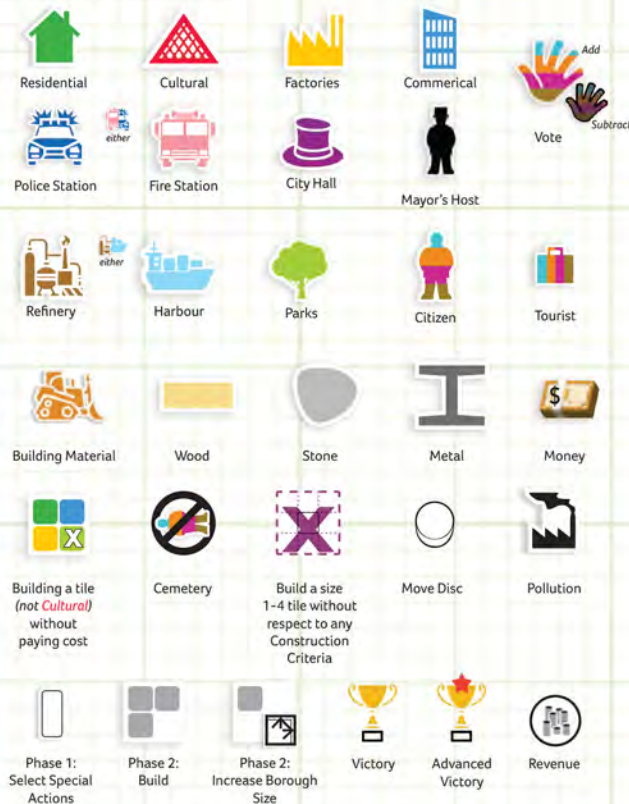 Residential
Cultural
Factories
Commerical
Add
Subtract
Vote
Police Station
either
Fire Station
City Hall
Mayor's Host
Refinery
either
Harbour
Parks
Citizen
Tourist
Building Material
Wood
Stone
Metal
$
Money
X
Building a tile
(not Cultural)
without
paying cost
Cemetery
X
Build a size
1-4 tile without
respect to any
Construction
Criteria
Move Disc
Pollution
Phase 1:
Select Special
Actions
Phase 2:
Build
Phase 2:
Increase Borough
Size
Victory
Advanced
Victory
Revenue